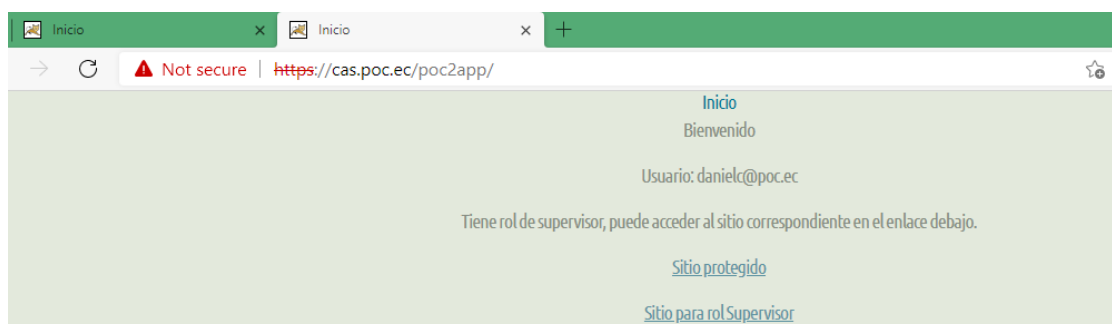 Inicio
Inicio
Not secure | https://cas.poc.ec/poc2app/
Inicio
Bienvenido
Usuario: danielc@poc.ec
Tiene rol de supervisor, puede acceder al sitio correspondiente en el enlace debajo.
Sitio protegido
Sitio para rol Supervisor